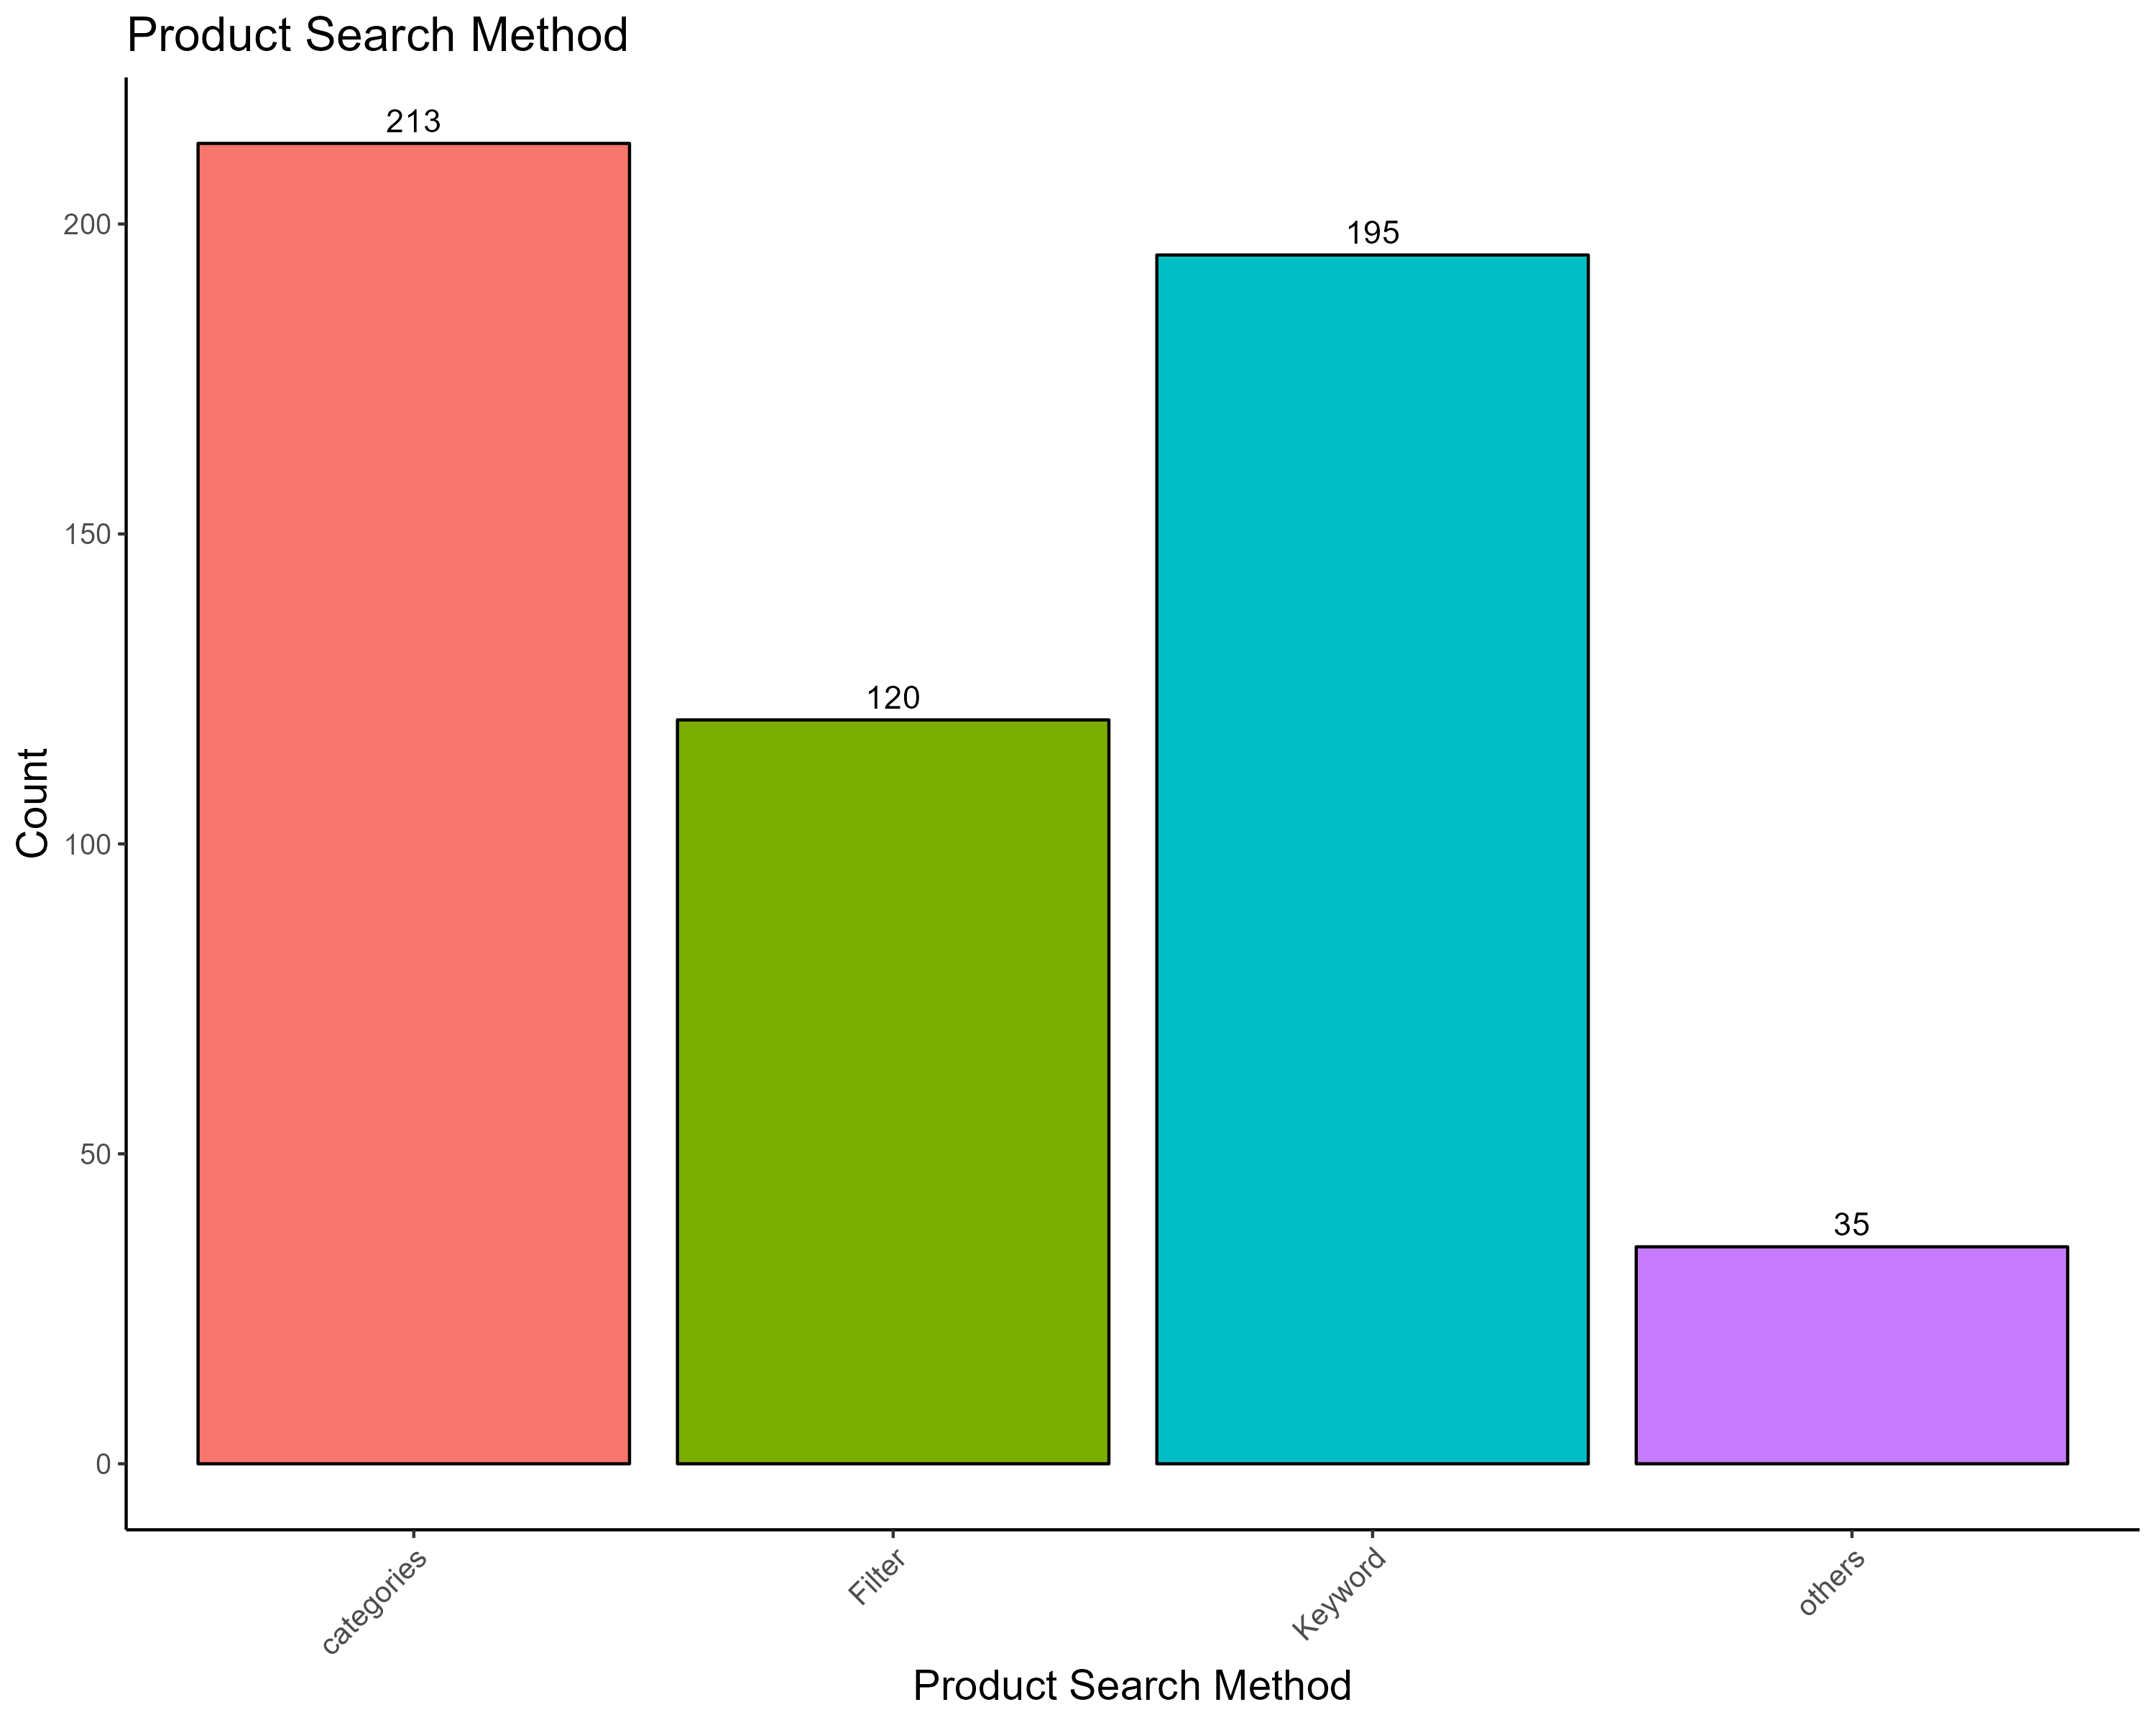 Product Search Method
213
120
195
35
200
150
100
50
0
Count
categories
Filter
Keyword
others
Product Search Method